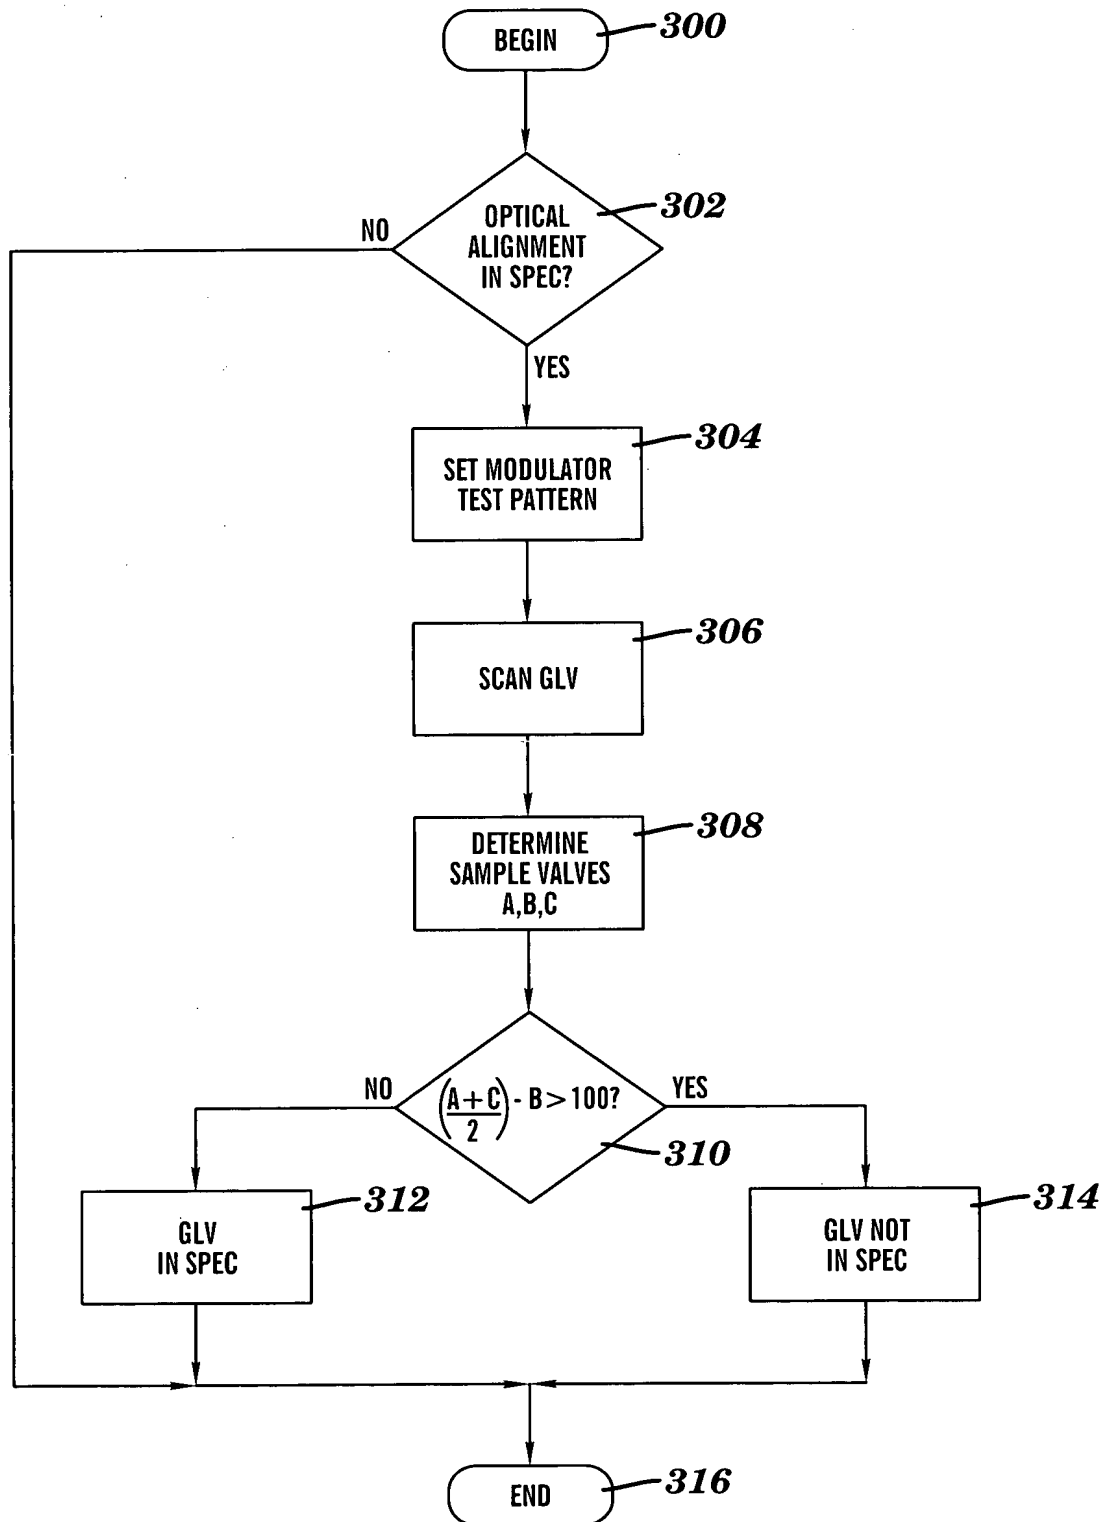 BEGIN
300
OPTICAL
ALIGNMENT
IN SPEC?
302
NO
YES
SET MODULATOR
TEST PATTERN
304
SCAN GLV
306
DETERMINE
SAMPLE VALVES
A,B,C
308
NO
(A+C/2) - B > 100?
YES
310
GLV
IN SPEC
312
GLV NOT
IN SPEC
314
END
316